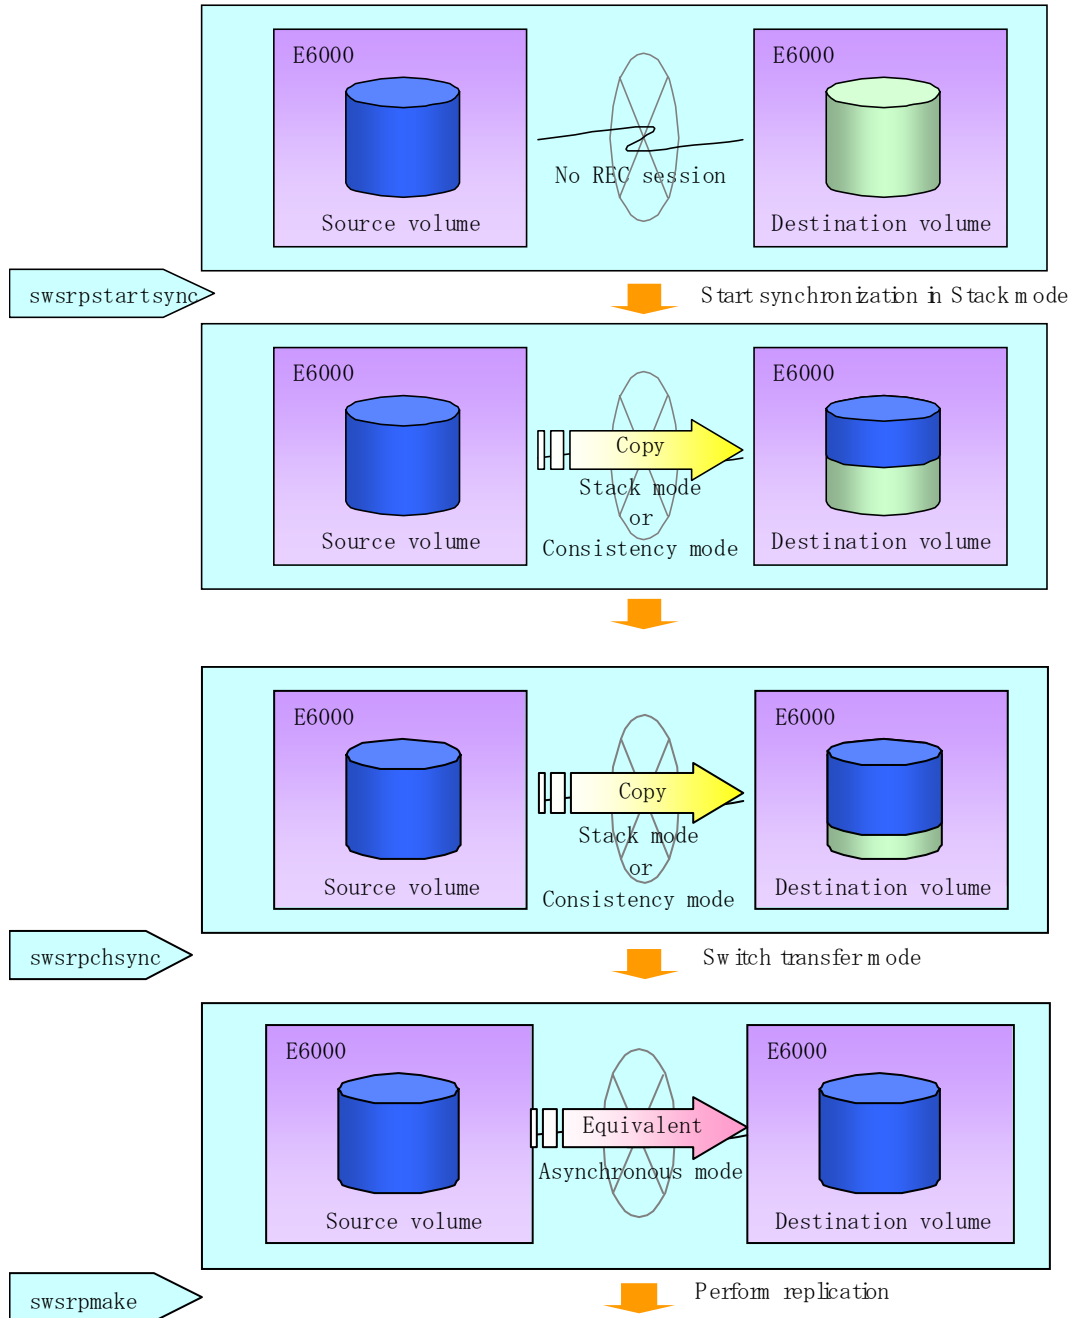 E6000
E6000
No REC session
Source volume
Destination volume
swsrpstartsync
Start synchronization in Stack mode
E6000
E6000
Copy
Stack mode
or
Consistency mode
Source volume
Destination volume
E6000
E6000
Copy
Stack mode
or
Consistency mode
Source volume
Destination volume
swsrpchsync
Switch transfer mode
E6000
E6000
Equivalent
Asynchronous mode
Source volume
Destination volume
swsrpmake
Perform replication